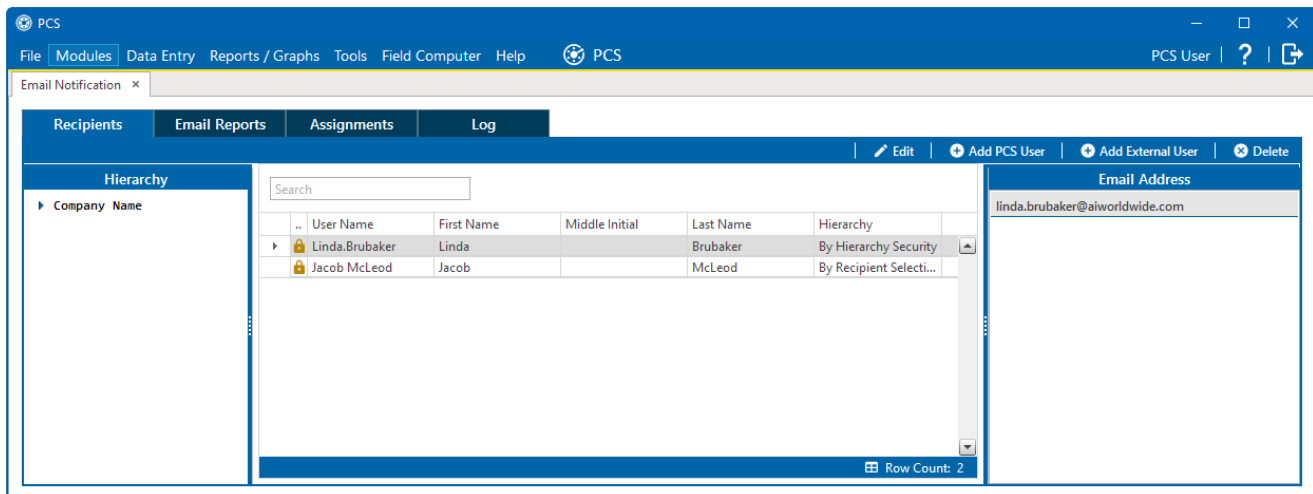 PCS
File Modules Data Entry Reports / Graphs Tools Field Computer Help PCS PCS User | ? |
Email Notification ×
Recipients Email Reports Assignments Log
Edit | Add PCS User | Add External User | Delete
Hierarchy
Company Name
Search
.. User Name First Name Middle Initial Last Name Hierarchy
Linda.Brubaker Linda Brubaker By Hierarchy Security
Jacob McLeod Jacob McLeod By Recipient Selecti...
Row Count: 2
Email Address
linda.brubaker@aiworldwide.com